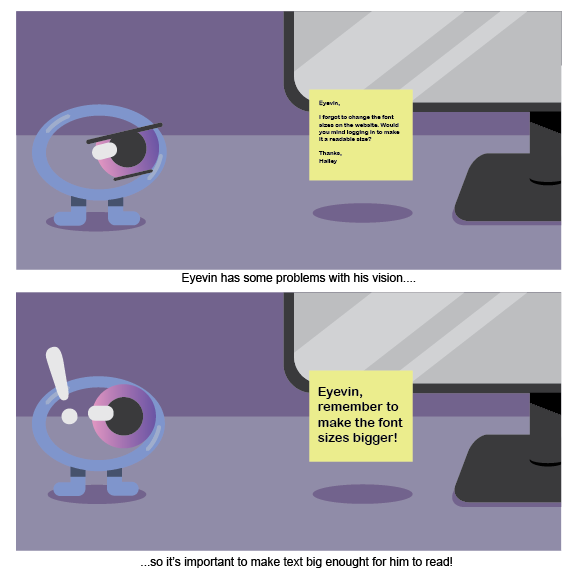 Eyevin,
I forgot to change the font
sizes on the website. Would
you mind logging in to make
it a readable size?
Thanks,
Hailey
Eyevin has some problems with his vision....
Eyevin,
remember to
make the font
sizes bigger!
...so it's important to make text big enought for him to read!